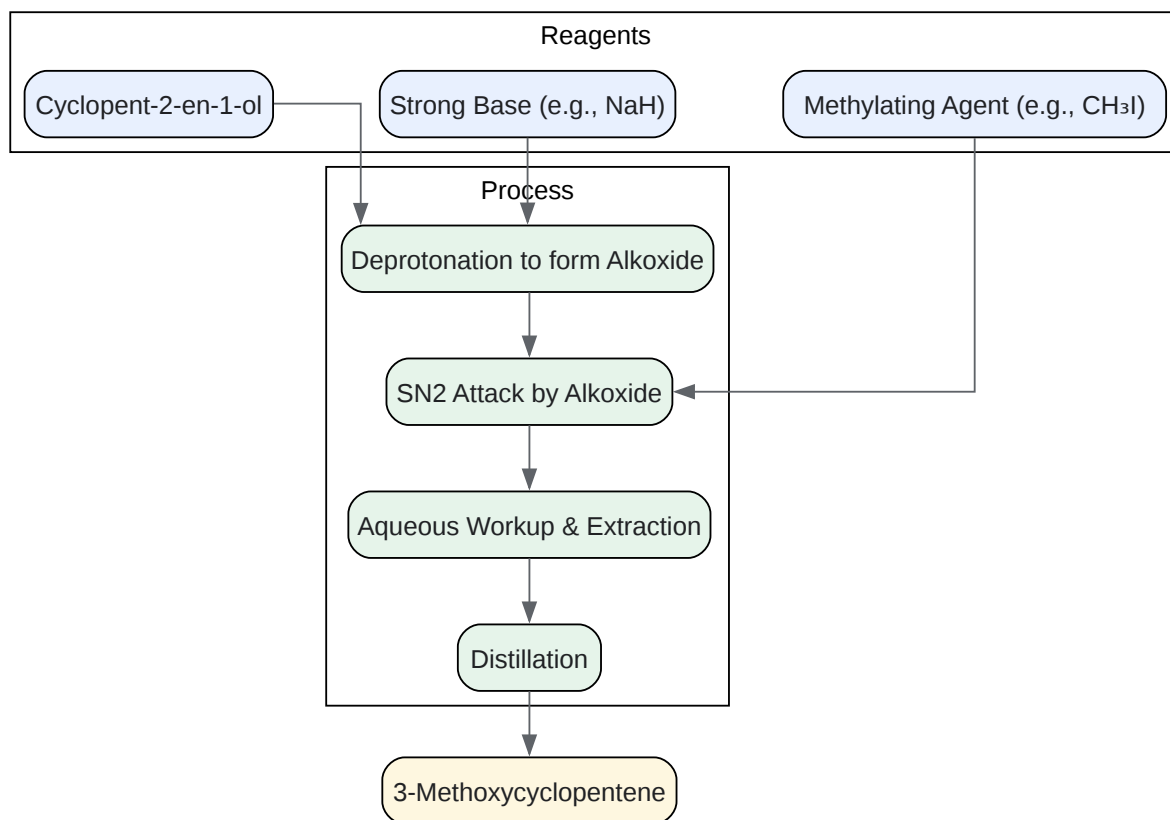 Reagents
Cyclopent-2-en-1-ol
Strong Base (e.g., NaH)
Methylating Agent (e.g., CH₃I)
Process
Deprotonation to form Alkoxide
SN2 Attack by Alkoxide
Aqueous Workup & Extraction
Distillation
3-Methoxycyclopentene